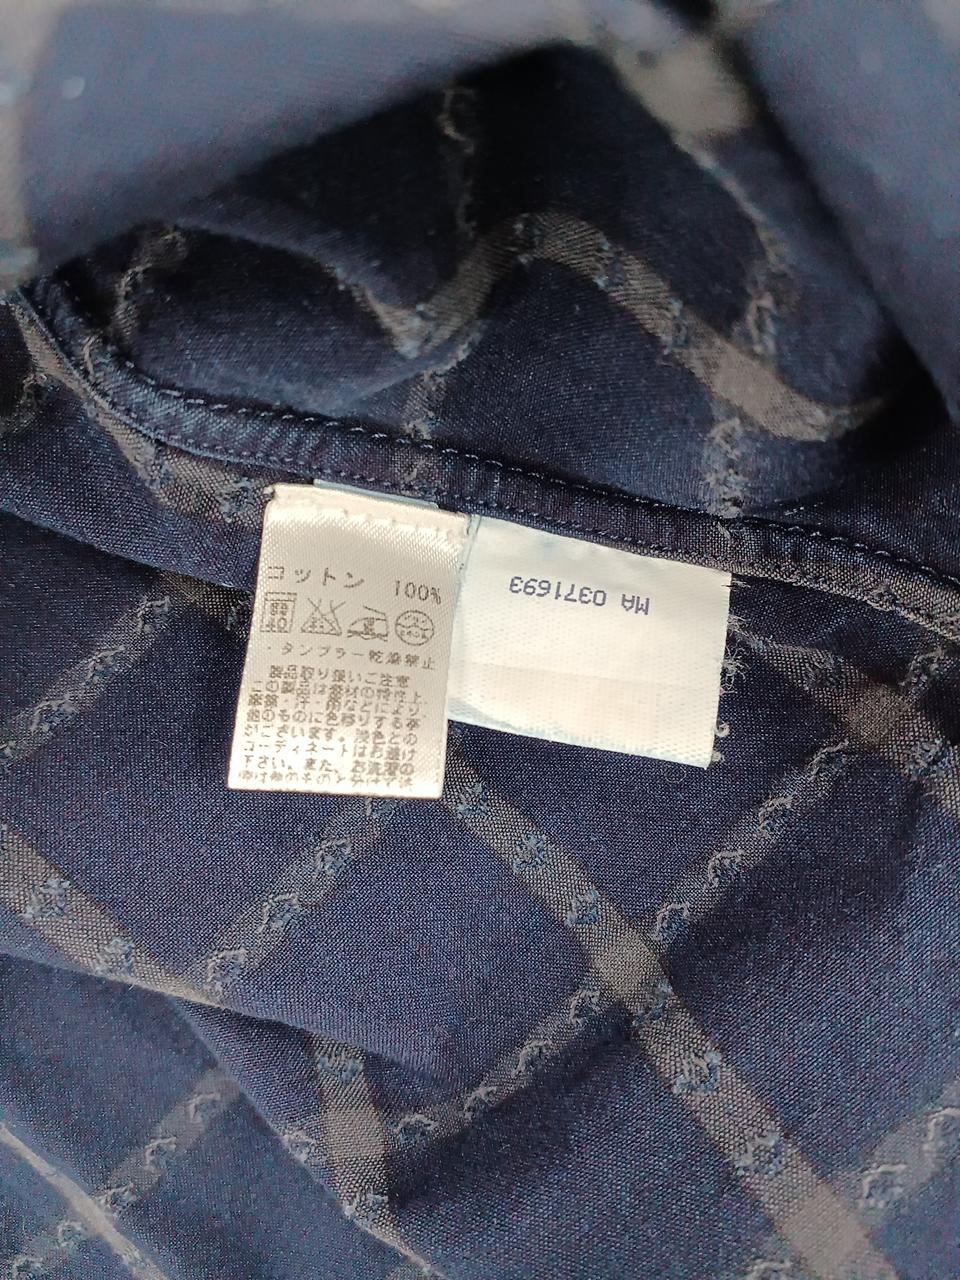 コットン 100%
・タンブラー乾燥禁止
製品取り扱いご注意
この製品は素材の特性上
摩擦・汗・雨などにより
他のものに色移りする事
がございます。淡色との
コーディネートはお避け
下さい。また、お洗濯の
MA 0371693